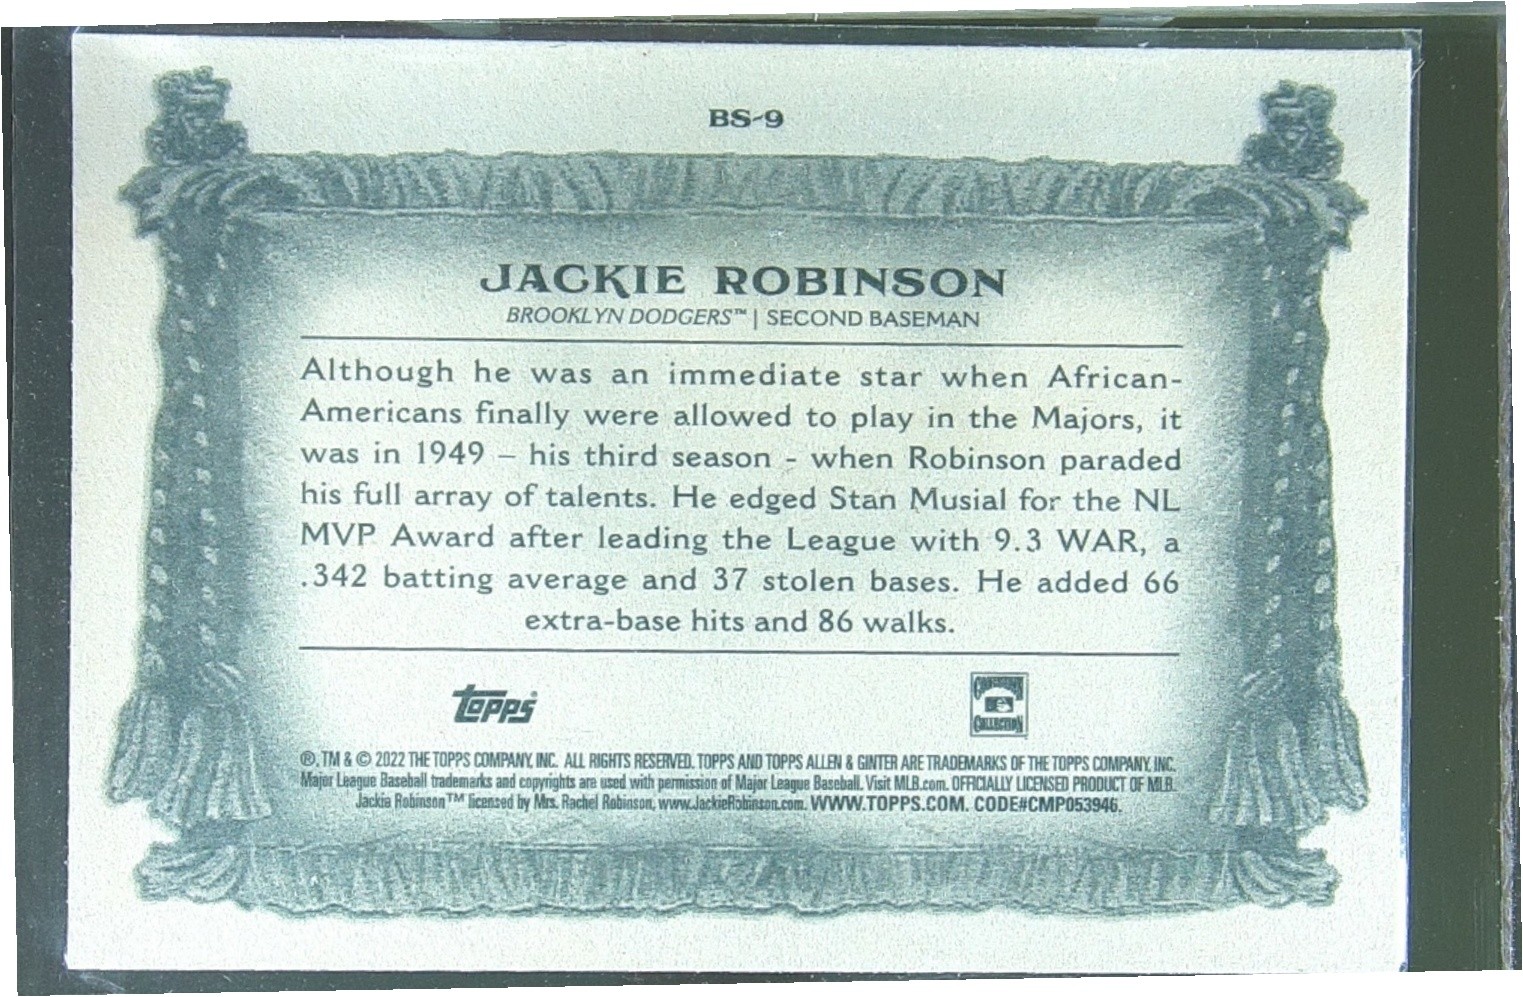 BS-9
JACKIE ROBINSON
BROOKLYN DODGERS™ | SECOND BASEMAN
Although he was an immediate star when African-
Americans finally were allowed to play in the Majors, it
was in 1949 – his third season - when Robinson paraded
his full array of talents. He edged Stan Musial for the NL
MVP Award after leading the League with 9.3 WAR, a
.342 batting average and 37 stolen bases. He added 66
extra-base hits and 86 walks.
topps
COOPERSTOWN
COLLECTION
®, TM & © 2022 THE TOPPS COMPANY, INC. ALL RIGHTS RESERVED. TOPPS AND TOPPS ALLEN & GINTER ARE TRADEMARKS OF THE TOPPS COMPANY, INC.
Major League Baseball trademarks and copyrights are used with permission of Major League Baseball. Visit MLB.com. OFFICIALLY LICENSED PRODUCT OF MLB.
Jackie Robinson™ licensed by Mrs. Rachel Robinson, www.JackieRobinson.com. WWW.TOPPS.COM. CODE#CMP053946.